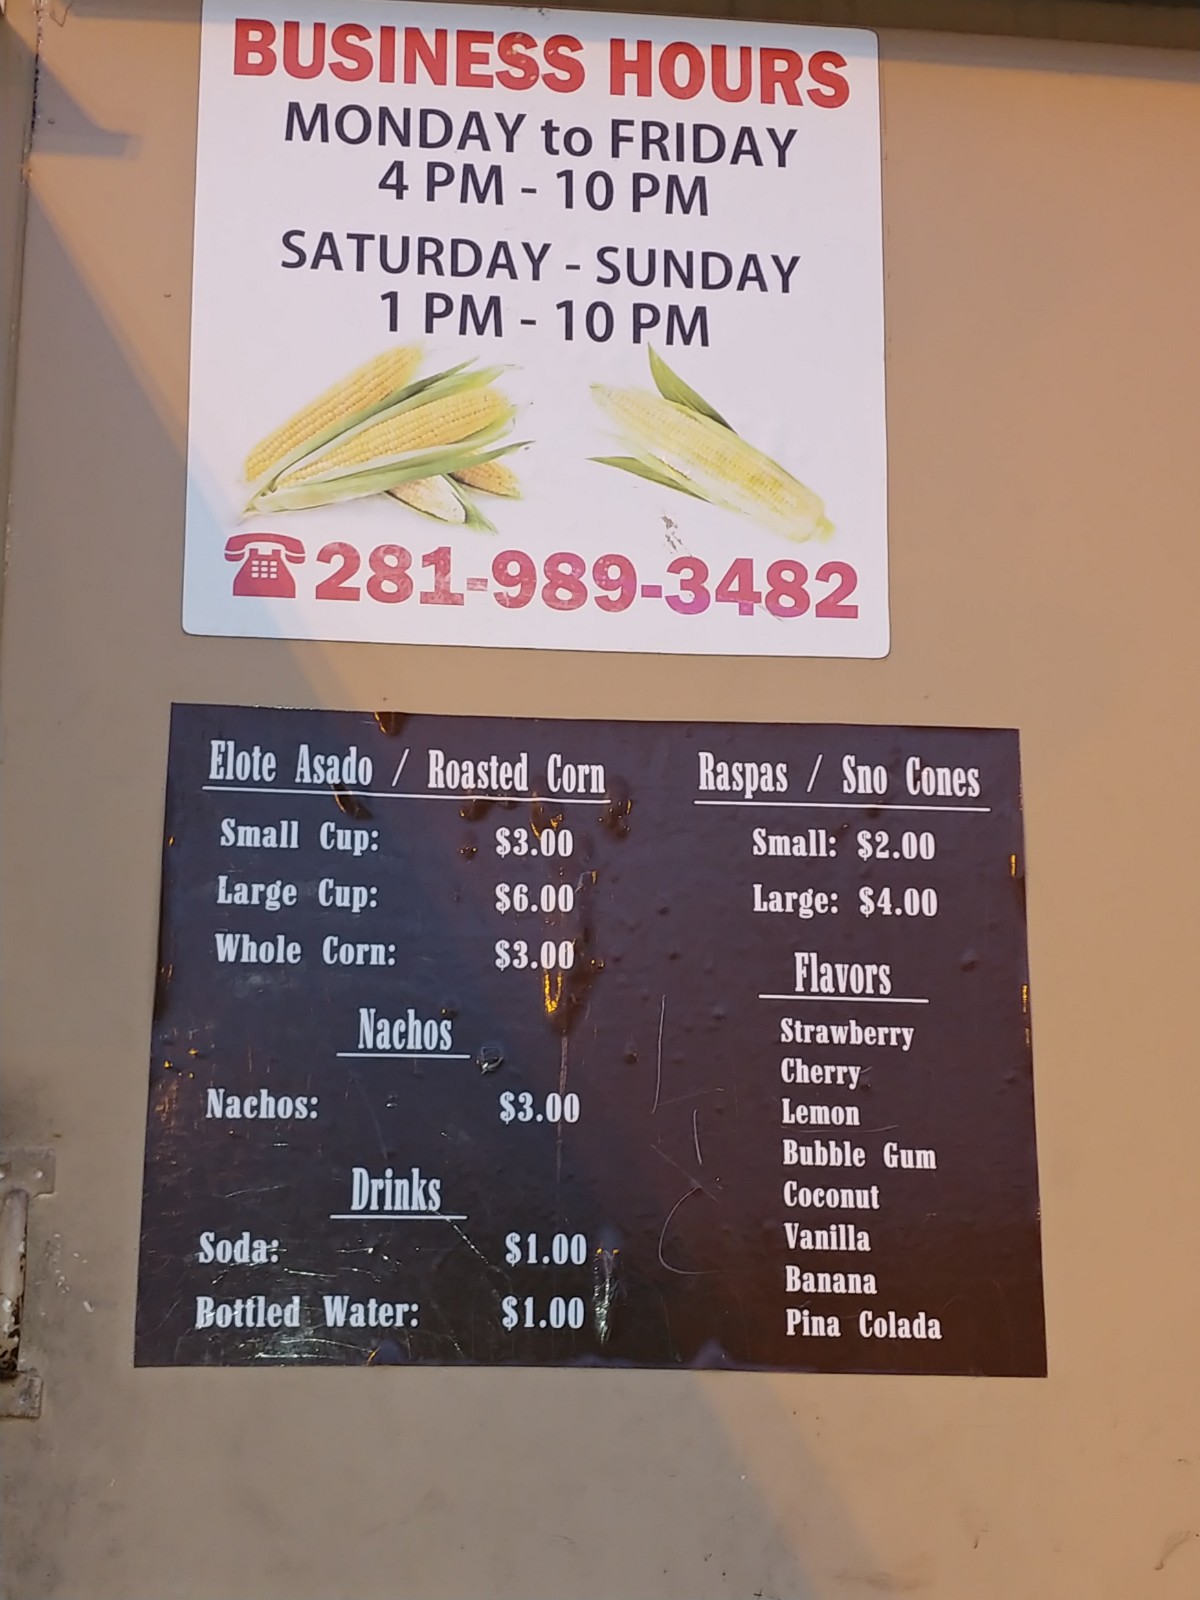 BUSINESS HOURS
MONDAY to FRIDAY
4 PM - 10 PM
SATURDAY - SUNDAY
1 PM - 10 PM
281-989-3482
Elote Asado / Roasted Corn
Small Cup: $3.00
Large Cup: $6.00
Whole Corn: $3.00
Nachos
Nachos: $3.00
Drinks
Soda: $1.00
Bottled Water: $1.00
Raspas / Sno Cones
Small: $2.00
Large: $4.00
Flavors
Strawberry
Cherry
Lemon
Bubble Gum
Coconut
Vanilla
Banana
Pina Colada